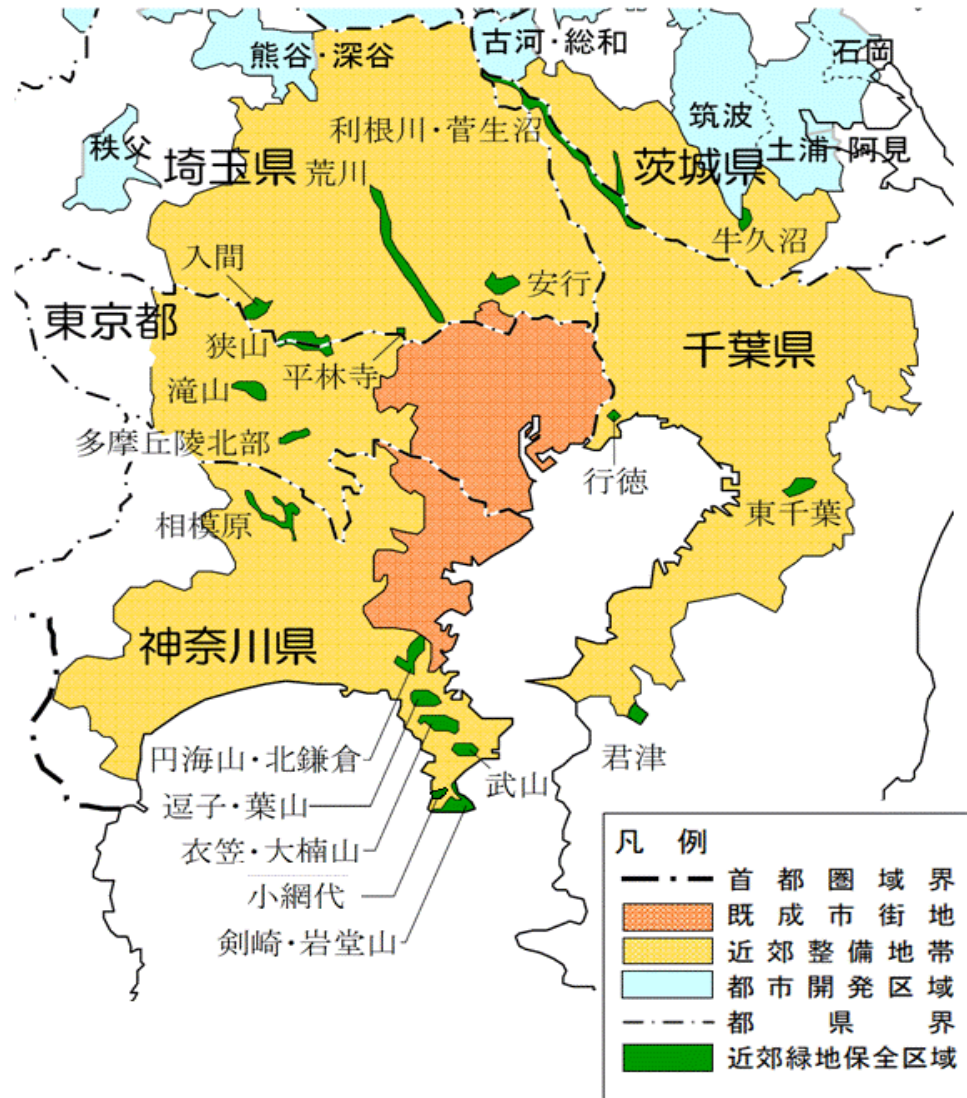 熊谷・深谷
古河・総和
石岡
筑波
利根川・菅生沼
秩父
埼玉県
荒川
茨城県
土浦・阿見
牛久沼
入間
安行
東京都
狭山
平林寺
千葉県
滝山
多摩丘陵北部
行徳
相模原
東千葉
神奈川県
円海山・北鎌倉
君津
武山
逗子・葉山
衣笠・大楠山
小網代
剣崎・岩堂山
凡例
首都圏域界
既成市街地
近郊整備地帯
都市開発区域
都県界
近郊緑地保全区域